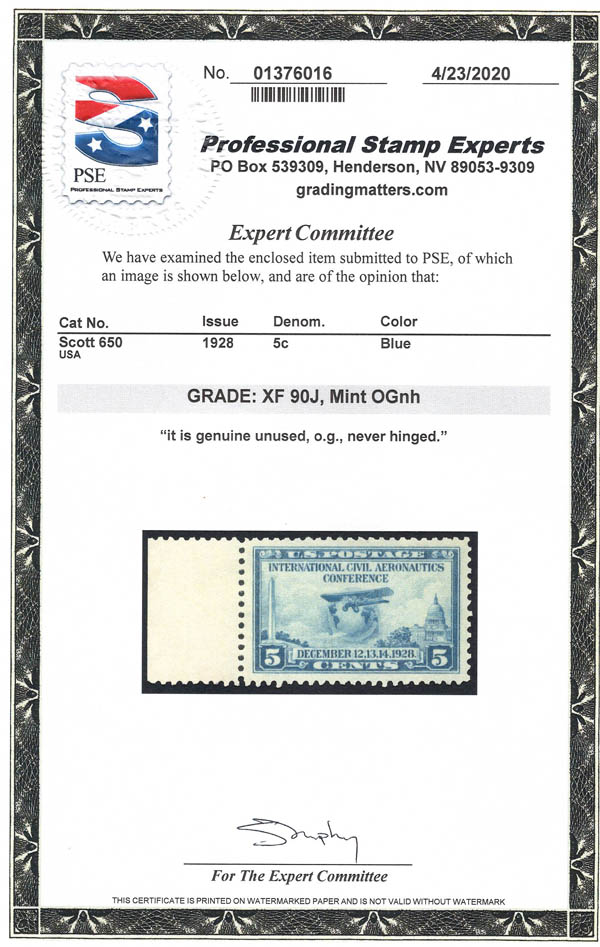 No. 01376016 4/23/2020
PSE
PROFESSIONAL STAMP EXPERTS
Professional Stamp Experts
PO Box 539309, Henderson, NV 89053-9309
gradingmatters.com
Expert Committee
We have examined the enclosed item submitted to PSE, of which
an image is shown below, and are of the opinion that:
Cat No. Issue Denom. Color
Scott 650 1928 5c Blue
USA
GRADE: XF 90J, Mint OGnh
“it is genuine unused, o.g., never hinged.”
U.S. POSTAGE
INTERNATIONAL CIVIL AERONAUTICS
CONFERENCE
DECEMBER 12,13,14,1928.
5 CENTS 5
For The Expert Committee
THIS CERTIFICATE IS PRINTED ON WATERMARKED PAPER AND IS NOT VALID WITHOUT WATERMARK